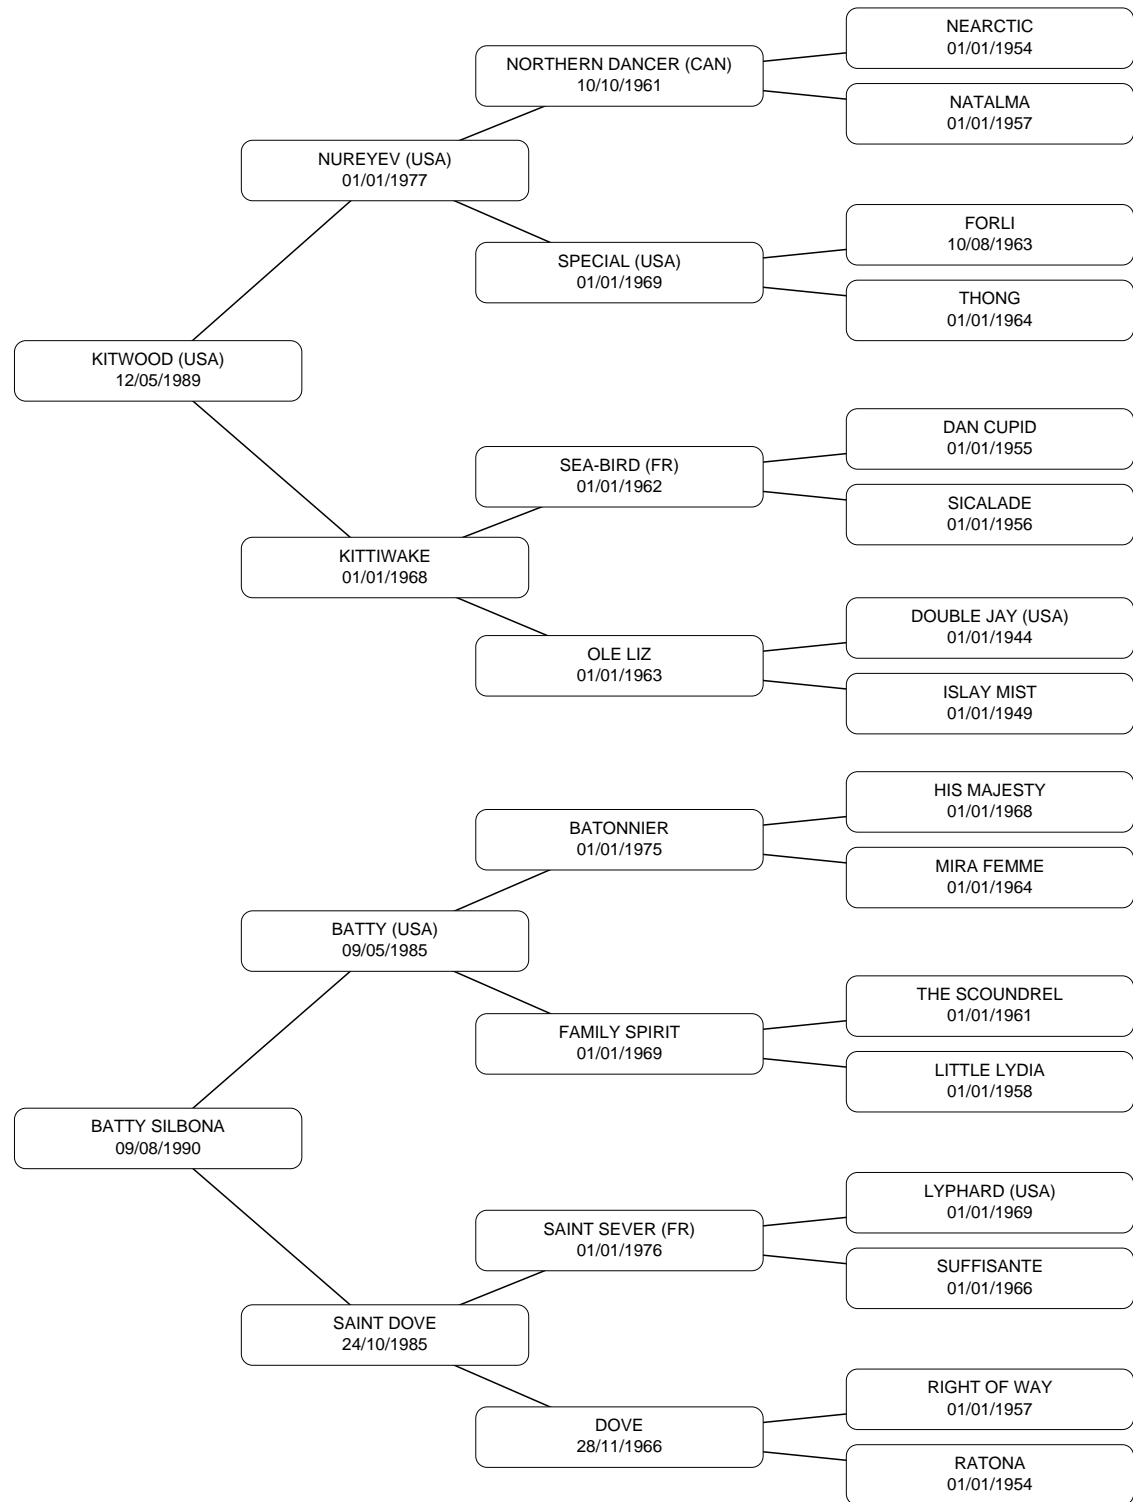 NEARCTIC
01/01/1954
NORTHERN DANCER (CAN)
10/10/1961
NATALMA
01/01/1957
NUREYEV (USA)
01/01/1977
FORLI
10/08/1963
SPECIAL (USA)
01/01/1969
THONG
01/01/1964
KITWOOD (USA)
12/05/1989
DAN CUPID
01/01/1955
SEA-BIRD (FR)
01/01/1962
SICALADE
01/01/1956
KITTIWAKE
01/01/1968
DOUBLE JAY (USA)
01/01/1944
OLE LIZ
01/01/1963
ISLAY MIST
01/01/1949
HIS MAJESTY
01/01/1968
BATONNIER
01/01/1975
MIRA FEMME
01/01/1964
BATTY (USA)
09/05/1985
THE SCOUNDREL
01/01/1961
FAMILY SPIRIT
01/01/1969
LITTLE LYDIA
01/01/1958
BATTY SILBONA
09/08/1990
LYPHARD (USA)
01/01/1969
SAINT SEVER (FR)
01/01/1976
SUFFISANTE
01/01/1966
SAINT DOVE
24/10/1985
RIGHT OF WAY
01/01/1957
DOVE
28/11/1966
RATONA
01/01/1954